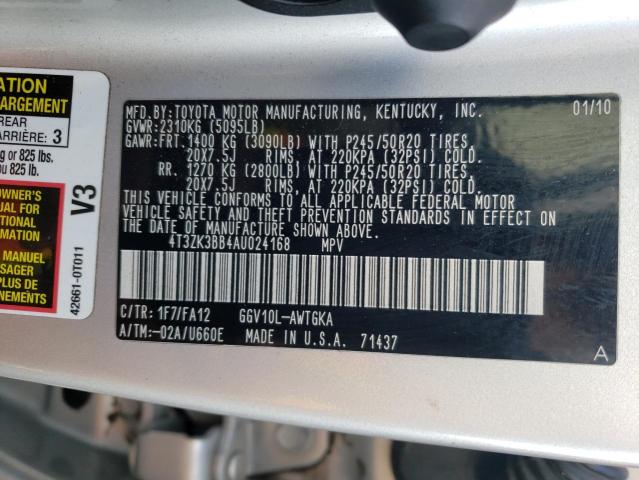 ATION
CHARGEMENT
REAR
ARRIÈRE: 3
g or 825 lbs.
u 825 lb.
OWNER'S
UAL FOR
TIONAL
MATION
MANUEL
SAGER
PLUS
EMENTS
V3
42661-0T011
MFD. BY: TOYOTA MOTOR MANUFACTURING, KENTUCKY, INC. 01/10
GVWR: 2310KG (5095LB)
GAWR: FRT. 1400 KG (3090LB) WITH P245/50R20 TIRES,
20X7.5J RIMS, AT 220KPA (32PSI) COLD.
RR. 1270 KG (2800LB) WITH P245/50R20 TIRES,
20X7.5J RIMS, AT 220KPA (32PSI) COLD.
THIS VEHICLE CONFORMS TO ALL APPLICABLE FEDERAL MOTOR
VEHICLE SAFETY AND THEFT PREVENTION STANDARDS IN EFFECT ON
THE DATE OF MANUFACTURE SHOWN ABOVE.
4T3ZK3BB4AU024168 MPV
C/TR: 1F7/FA12 GGV10L-AWTGKA
A/TM:-02A/U660E MADE IN U.S.A. 71437 A